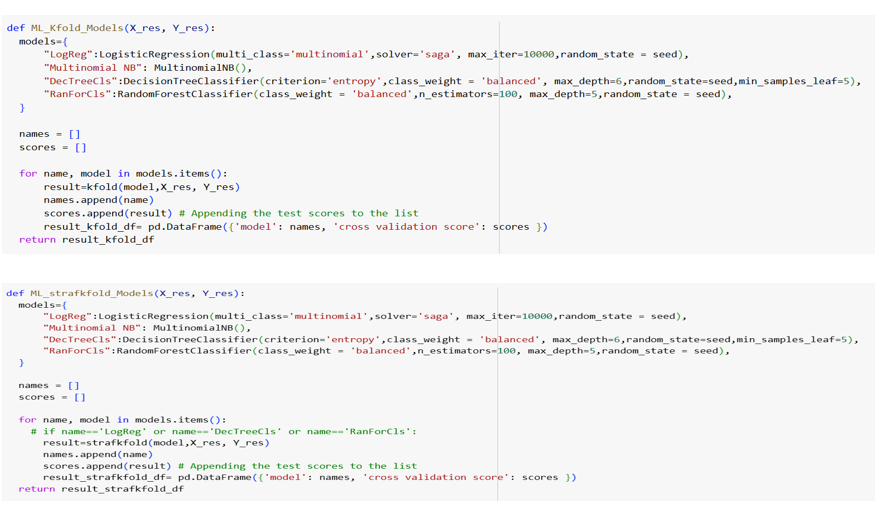 def ML_Kfold_Models(X_res, Y_res):
models={
"LogReg":LogisticRegression(multi_class='multinomial',solver='saga', max_iter=10000,random_state = seed),
"Multinomial NB": MultinomialNB(),
"DecTreeCls":DecisionTreeClassifier(criterion='entropy',class_weight = 'balanced', max_depth=6,random_state=seed,min_samples_leaf=5),
"RanForCls":RandomForestClassifier(class_weight = 'balanced',n_estimators=100, max_depth=5,random_state = seed),
}
names = []
scores = []
for name, model in models.items():
result=kfold(model,X_res, Y_res)
names.append(name)
scores.append(result) # Appending the test scores to the list
result_kfold_df= pd.DataFrame({'model': names, 'cross validation score': scores })
return result_kfold_df
def ML_strafkfold_Models(X_res, Y_res):
models={
"LogReg":LogisticRegression(multi_class='multinomial',solver='saga', max_iter=10000,random_state = seed),
"Multinomial NB": MultinomialNB(),
"DecTreeCls":DecisionTreeClassifier(criterion='entropy',class_weight = 'balanced', max_depth=6,random_state=seed,min_samples_leaf=5),
"RanForCls":RandomForestClassifier(class_weight = 'balanced',n_estimators=100, max_depth=5,random_state = seed),
}
names = []
scores = []
for name, model in models.items():
# if name=='LogReg' or name=='DecTreeCls' or name=='RanForCls':
result=strafkfold(model,X_res, Y_res)
names.append(name)
scores.append(result) # Appending the test scores to the list
result_strafkfold_df= pd.DataFrame({'model': names, 'cross validation score': scores })
return result_strafkfold_df